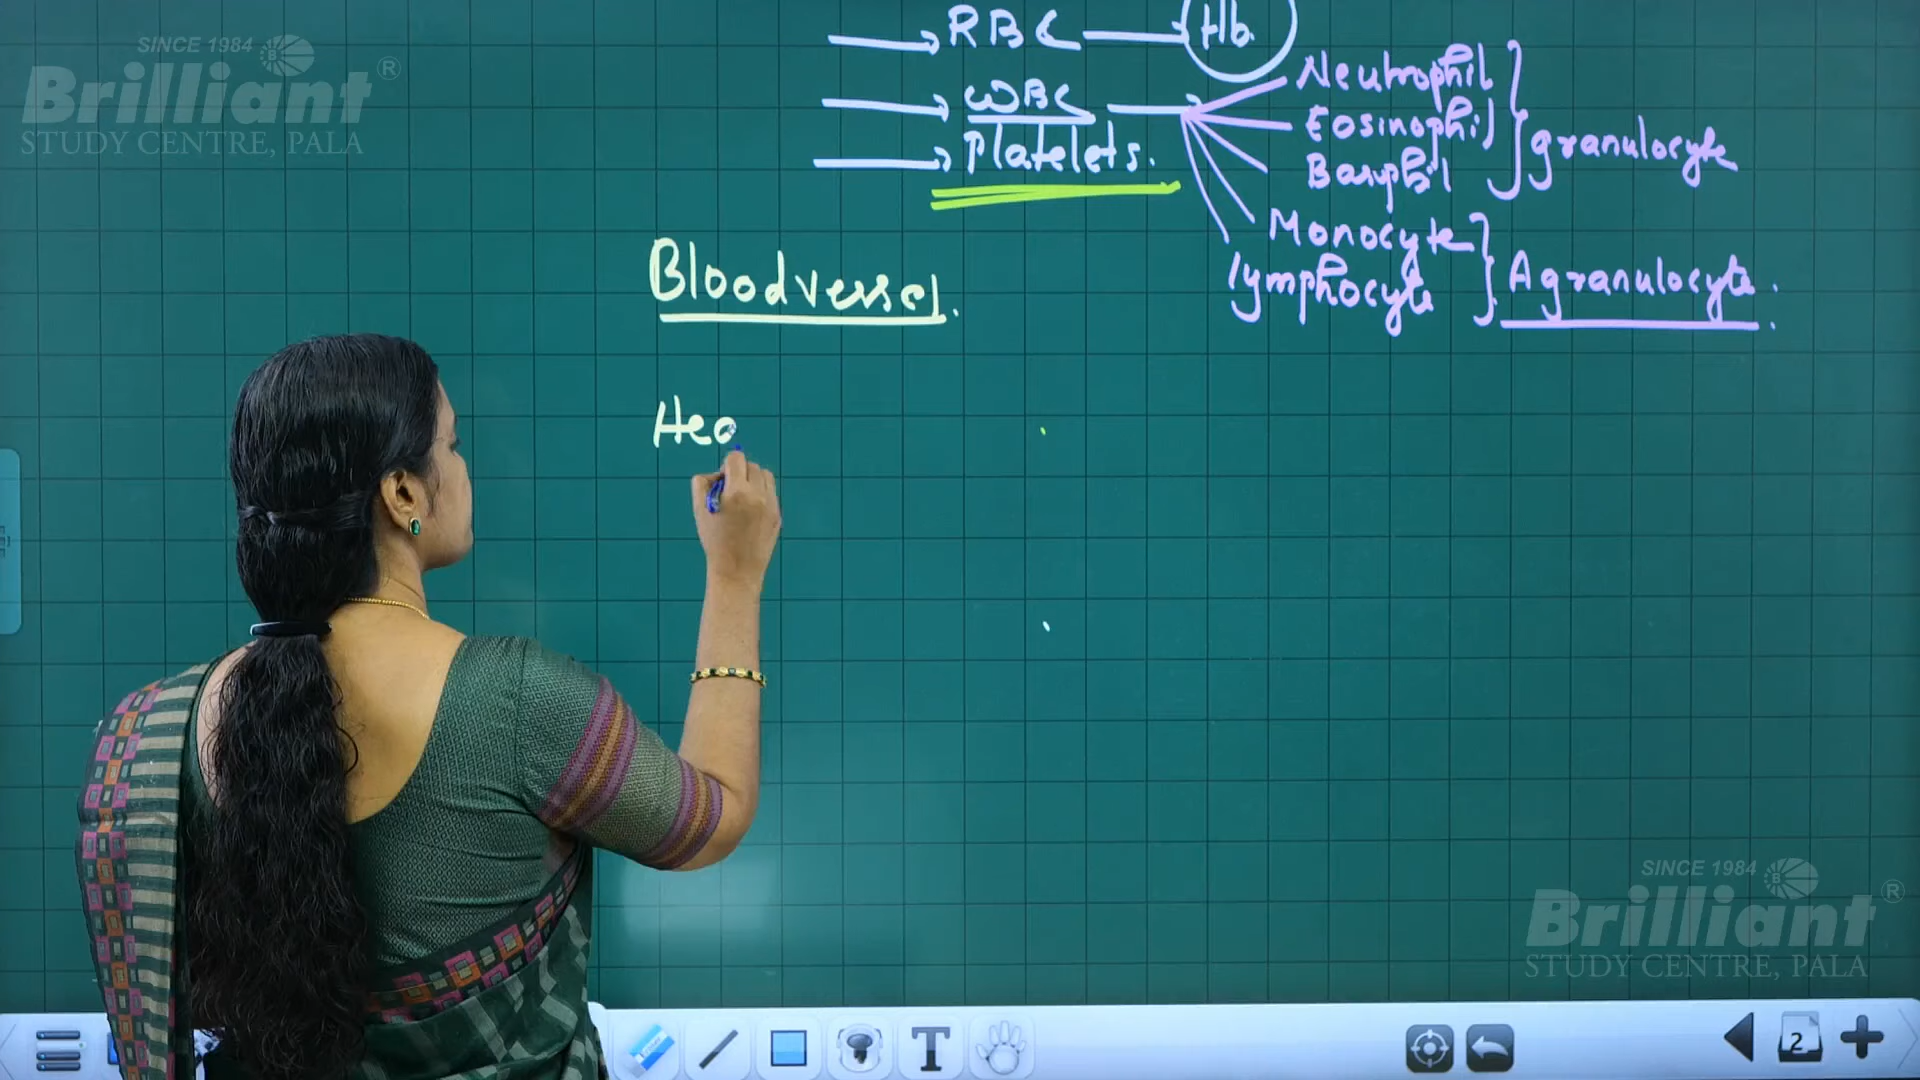 SINCE 1984
Brilliant®
STUDY CENTRE, PALA
RBC Hb
WBC
Platelets.
Neutrophil
Eosinophil
Basophil
granulocyte
Monocyte
lymphocyte
Agranulocyte.
Bloodvessel.
Hea
SINCE 1984
Brilliant®
STUDY CENTRE, PALA
T
2